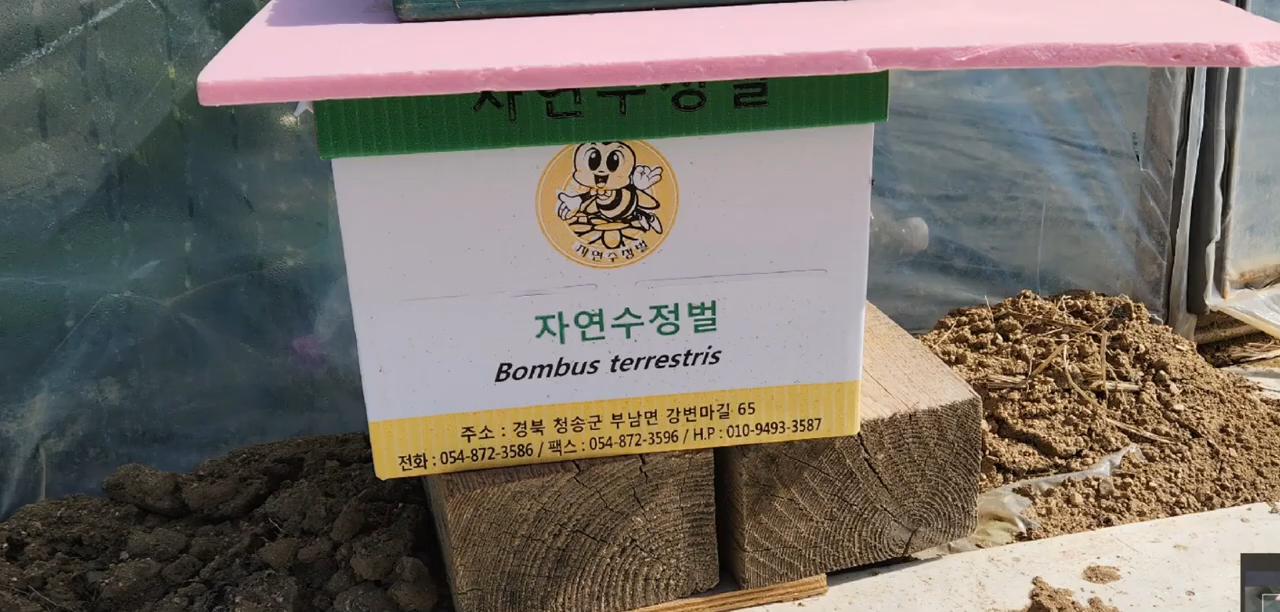 자연수정벌
자연수정벌
자연수정벌
Bombus terrestris
주소 : 경북 청송군 부남면 강변마길 65
전화 : 054-872-3586 / 팩스 : 054-872-3596 / H.P : 010-9493-3587